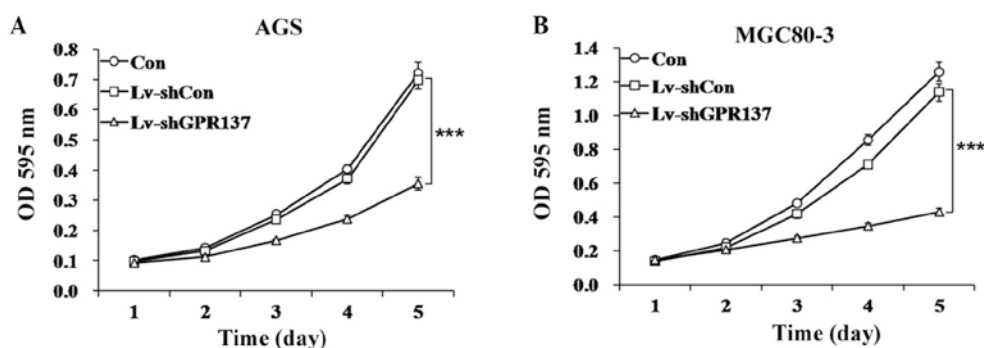 A
AGS
0.8
0.7
0.6
0.5
0.4
0.3
0.2
0.1
0.0
OD 595 nm
Con
Lv-shCon
Lv-shGPR137
***
1 2 3 4 5
Time (day)
B
MGC80-3
1.4
1.2
1.0
0.8
0.6
0.4
0.2
0.0
OD 595 nm
Con
Lv-shCon
Lv-shGPR137
***
1 2 3 4 5
Time (day)